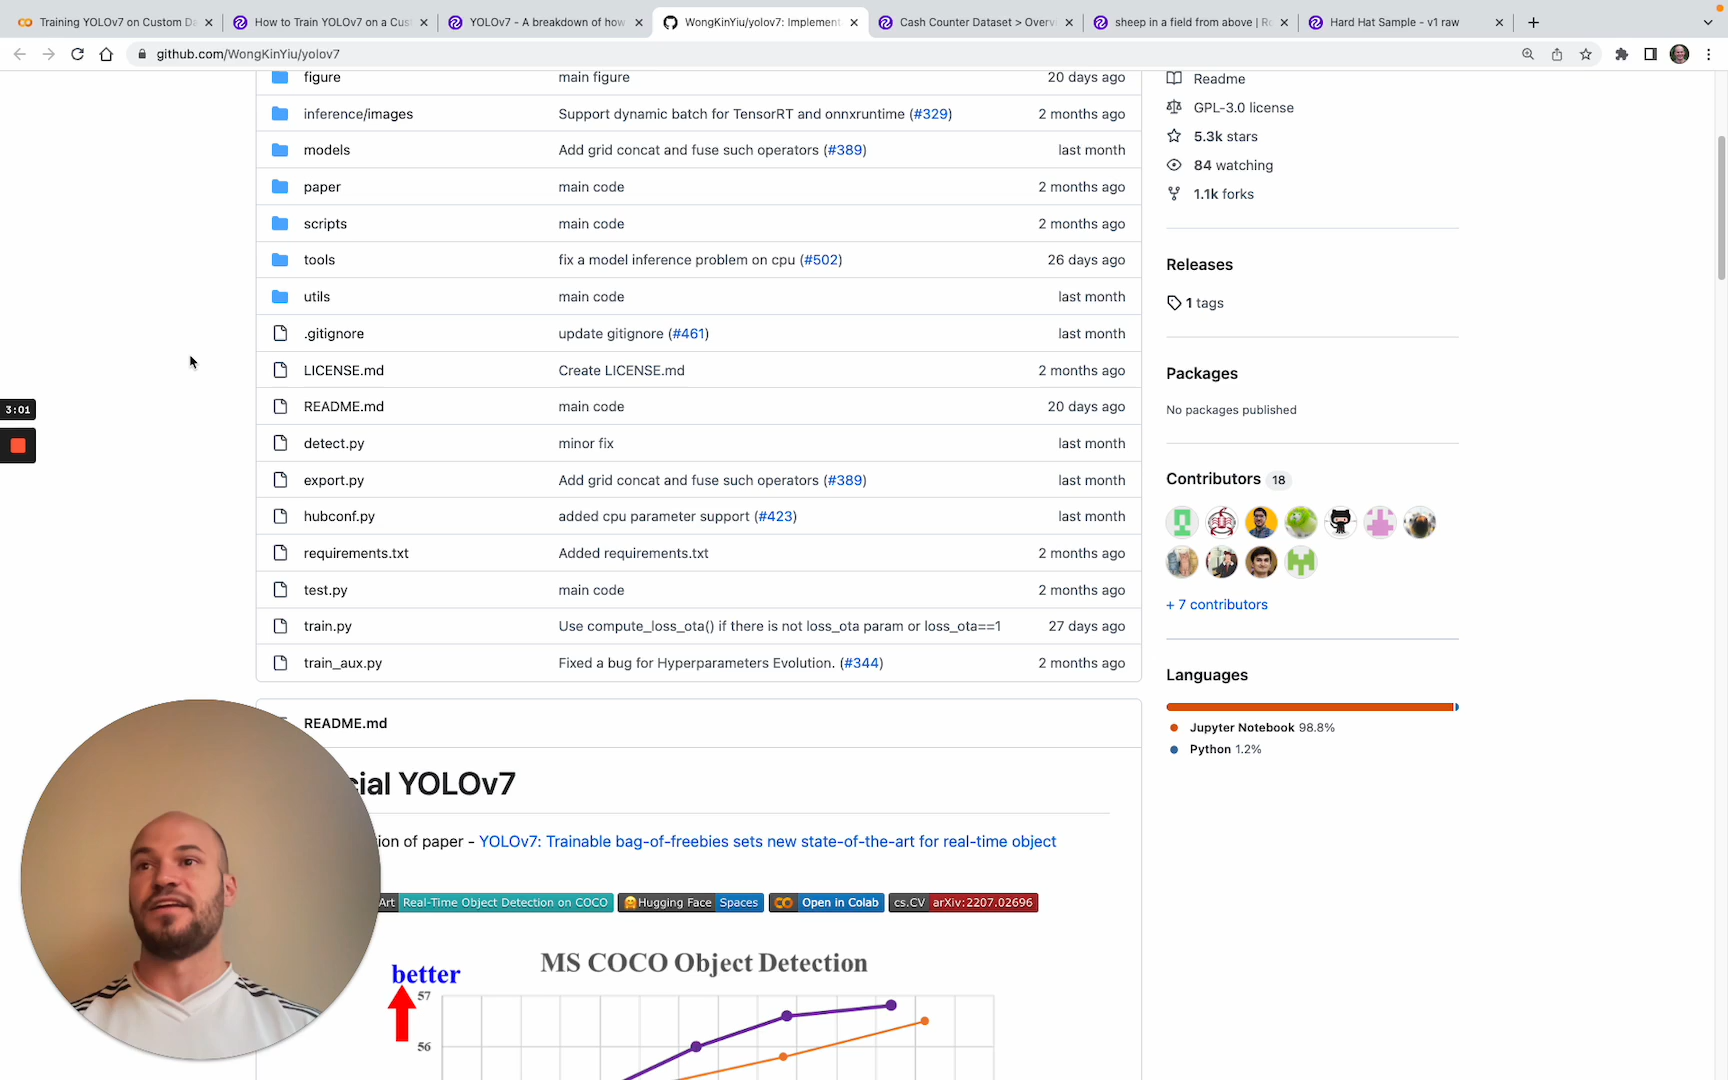 Training YOLOv7 on Custom Da
How to Train YOLOv7 on a Cus
YOLOv7 - A breakdown of how
WongKinYiu/yolov7: Implement
Cash Counter Dataset > Overv
sheep in a field from above | Ro
Hard Hat Sample - v1 raw
github.com/WongKinYiu/yolov7
figure main figure 20 days ago
inference/images Support dynamic batch for TensorRT and onnxruntime (#329) 2 months ago
models Add grid concat and fuse such operators (#389) last month
paper main code 2 months ago
scripts main code 2 months ago
tools fix a model inference problem on cpu (#502) 26 days ago
utils main code last month
.gitignore update gitignore (#461) last month
LICENSE.md Create LICENSE.md 2 months ago
README.md main code 20 days ago
detect.py minor fix last month
export.py Add grid concat and fuse such operators (#389) last month
hubconf.py added cpu parameter support (#423) last month
requirements.txt Added requirements.txt 2 months ago
test.py main code 2 months ago
train.py Use compute_loss_ota() if there is not loss_ota param or loss_ota==1 27 days ago
train_aux.py Fixed a bug for Hyperparameters Evolution. (#344) 2 months ago
Readme
GPL-3.0 license
5.3k stars
84 watching
1.1k forks
Releases
1 tags
Packages
No packages published
Contributors 18
+ 7 contributors
Languages
Jupyter Notebook 98.8%
Python 1.2%
3:01
README.md
cial YOLOv7
ion of paper - YOLOv7: Trainable bag-of-freebies sets new state-of-the-art for real-time object
Art Real-Time Object Detection on COCO
Hugging Face Spaces
Open in Colab
cs.CV arXiv:2207.02696
MS COCO Object Detection
better
57
56